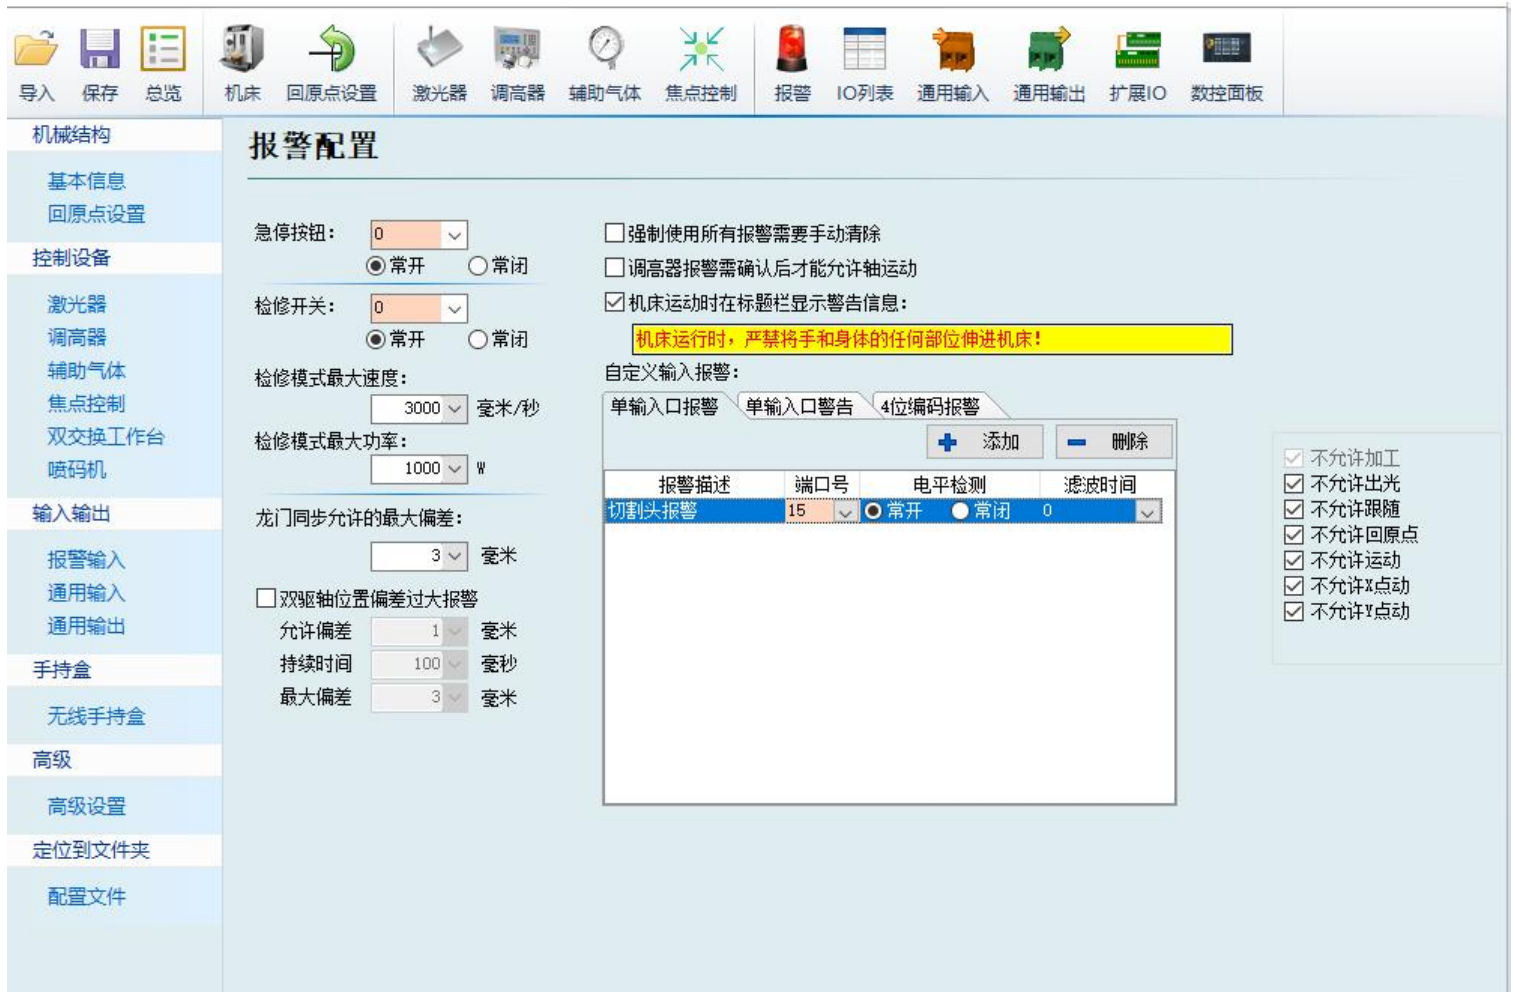 导入 保存 总览 机床 回原点设置 激光器 调高器 辅助气体 焦点控制 报警 IO列表 通用输入 通用输出 扩展IO 数控面板
机械结构
基本信息
回原点设置
控制设备
激光器
调高器
辅助气体
焦点控制
双交换工作台
喷码机
输入输出
报警输入
通用输入
通用输出
手持盒
无线手持盒
高级
高级设置
定位到文件夹
配置文件
报警配置
急停按钮： 0
常开 常闭
检修开关： 0
常开 常闭
检修模式最大速度：
3000 毫米/秒
检修模式最大功率：
1000 W
龙门同步允许的最大偏差：
3 毫米
双驱轴位置偏差过大报警
允许偏差 1 毫米
持续时间 100 毫秒
最大偏差 3 毫米
强制使用所有报警需要手动清除
调高器报警需确认后才能允许轴运动
机床运动时在标题栏显示警告信息：
机床运行时，严禁将手和身体的任何部位伸进机床！
自定义输入报警：
单输入口报警 单输入口警告 4位编码报警
添加 删除
报警描述 端口号 电平检测 滤波时间
切割头报警 15 常开 常闭 0
不允许加工
不允许出光
不允许跟随
不允许回原点
不允许运动
不允许X点动
不允许Y点动